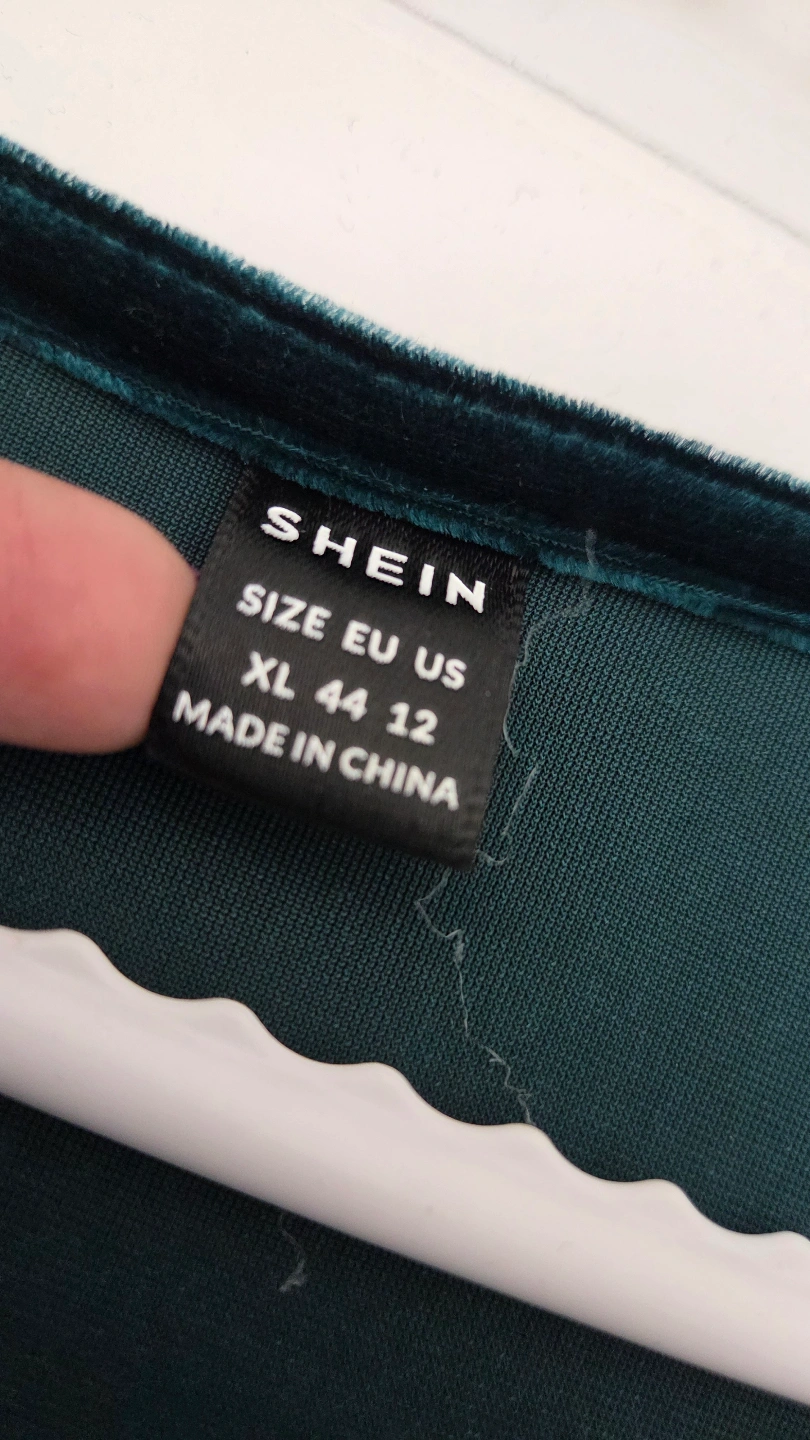 SHEIN
SIZE EU US
XL 44 12
MADE IN CHINA